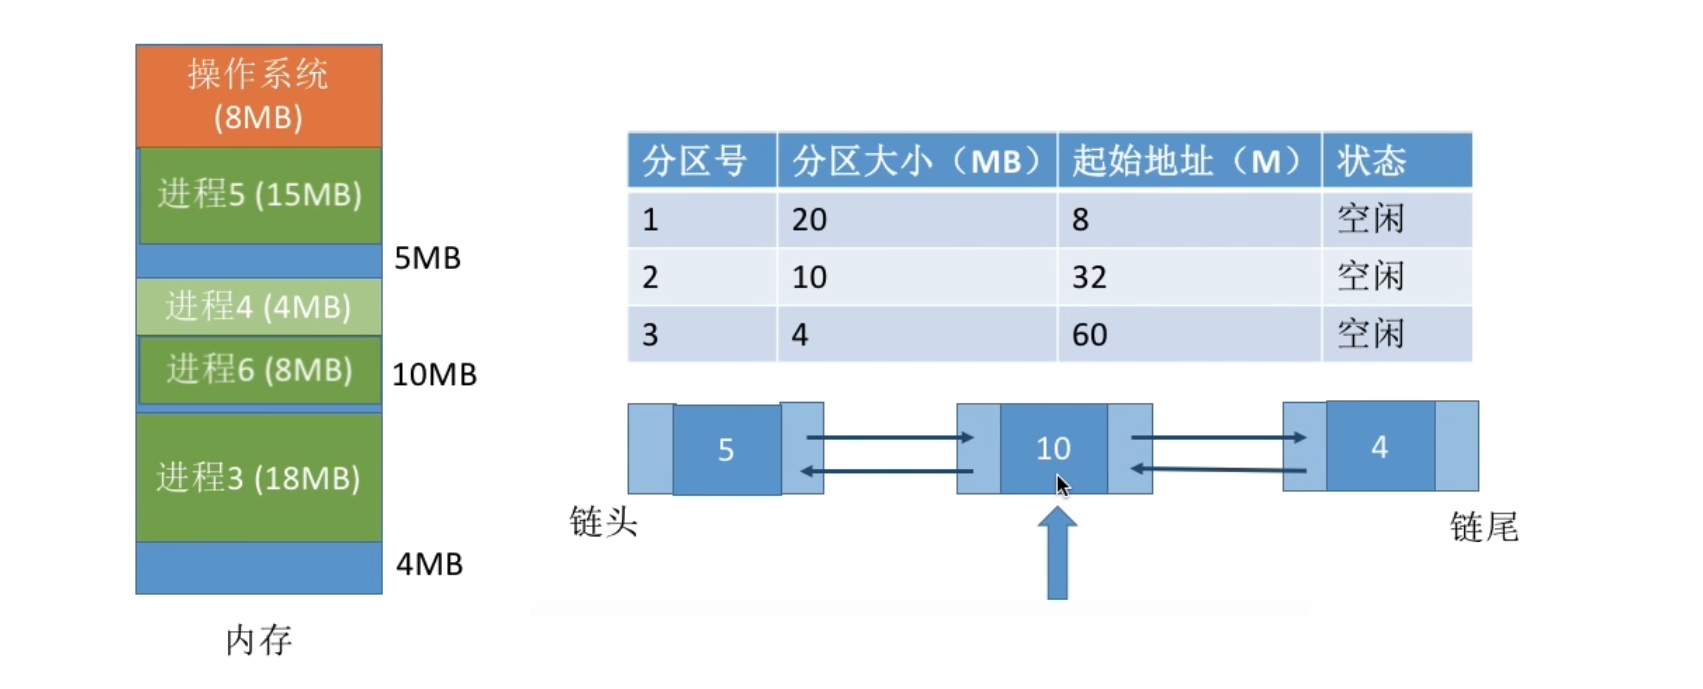 操作系统
(8MB)
进程5 (15MB)
5MB
进程4 (4MB)
进程6 (8MB)
10MB
进程3 (18MB)
4MB
内存
分区号 分区大小（MB） 起始地址（M） 状态
1 20 8 空闲
2 10 32 空闲
3 4 60 空闲
5 10 4
链头 链尾